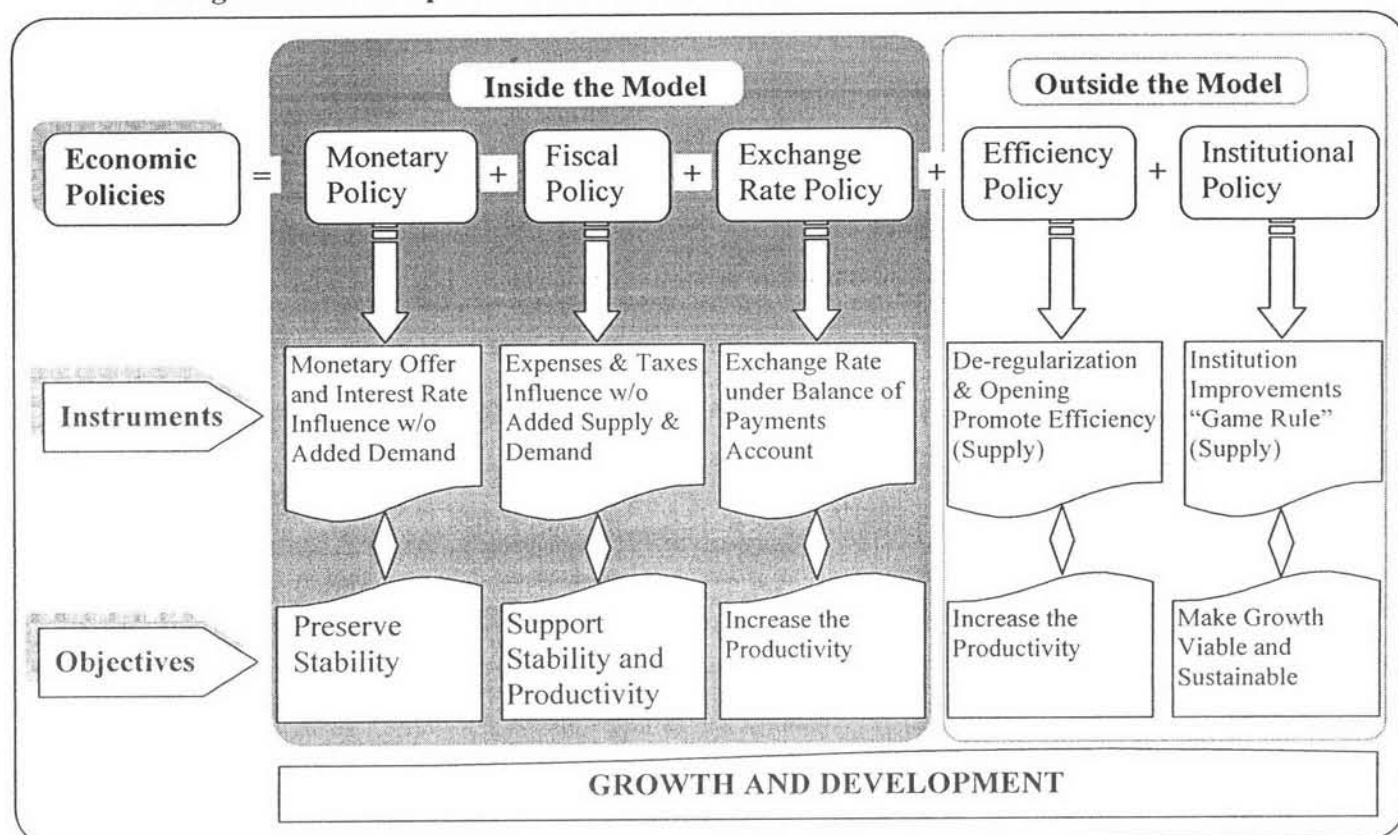 Inside the Model
Outside the Model
Economic
Policies
=
Monetary
Policy
+
Fiscal
Policy
+
Exchange
Rate Policy
+
Efficiency
Policy
+
Institutional
Policy
Instruments
Monetary Offer
and Interest Rate
Influence w/o
Added Demand
Expenses & Taxes
Influence w/o
Added Supply &
Demand
Exchange Rate
under Balance of
Payments
Account
De-regularization
& Opening
Promote Efficiency
(Supply)
Institution
Improvements
“Game Rule”
(Supply)
Objectives
Preserve
Stability
Support
Stability and
Productivity
Increase the
Productivity
Increase the
Productivity
Make Growth
Viable and
Sustainable
GROWTH AND DEVELOPMENT